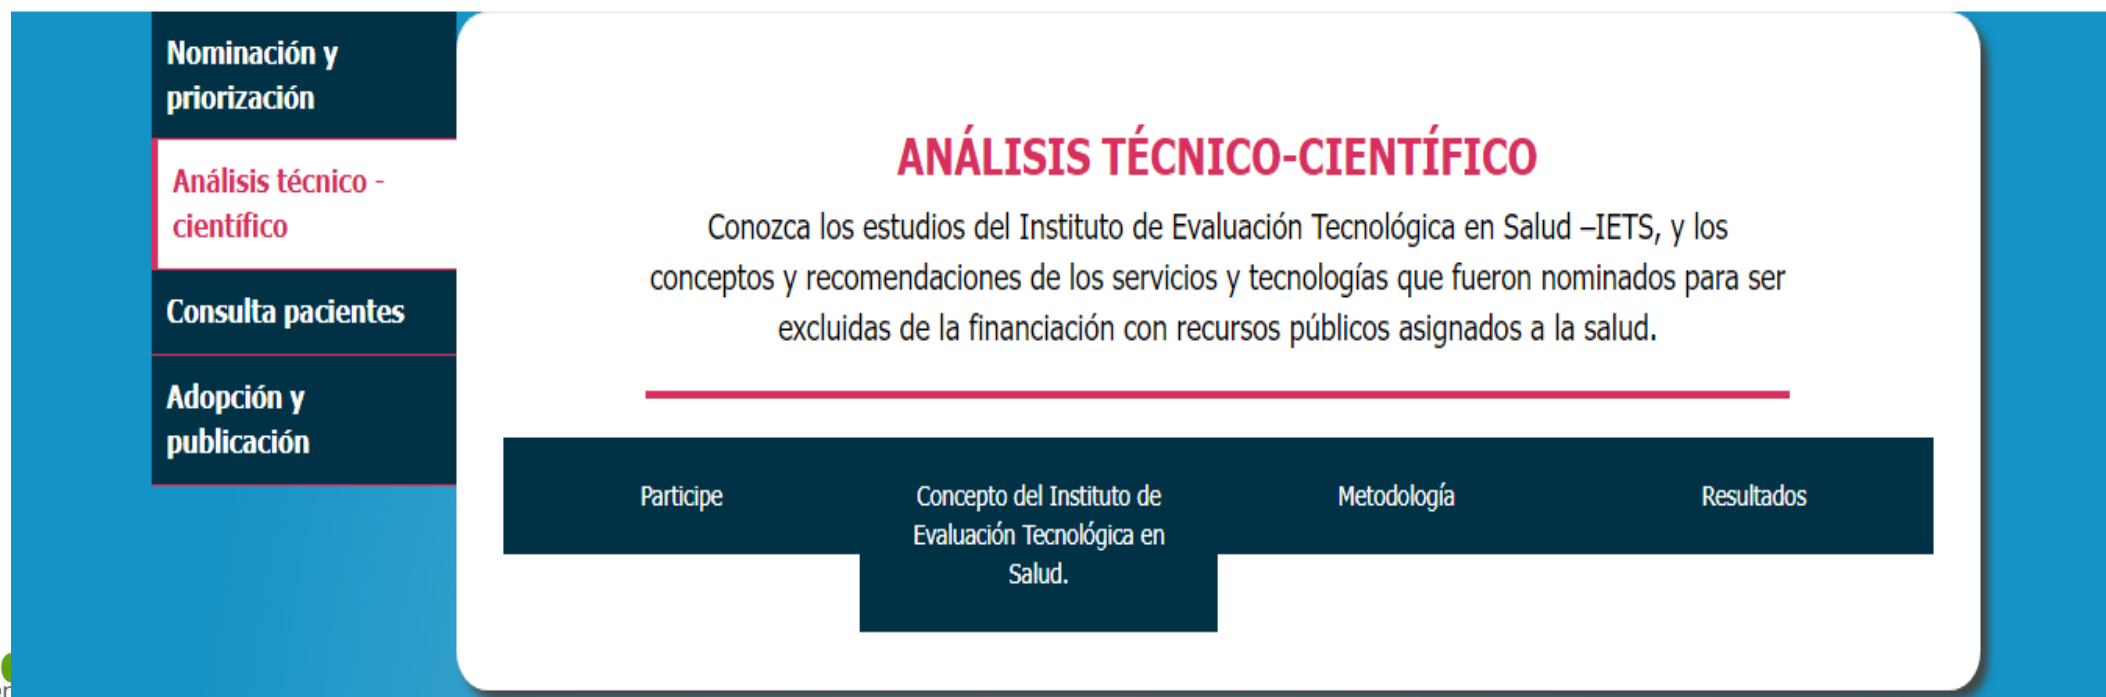 Nominación y
priorización
Análisis técnico -
científico
Consulta pacientes
Adopción y
publicación
ANÁLISIS TÉCNICO-CIENTÍFICO
Conozca los estudios del Instituto de Evaluación Tecnológica en Salud –IETS, y los
conceptos y recomendaciones de los servicios y tecnologías que fueron nominados para ser
excluidas de la financiación con recursos públicos asignados a la salud.
Participe
Concepto del Instituto de
Evaluación Tecnológica en
Salud.
Metodología
Resultados